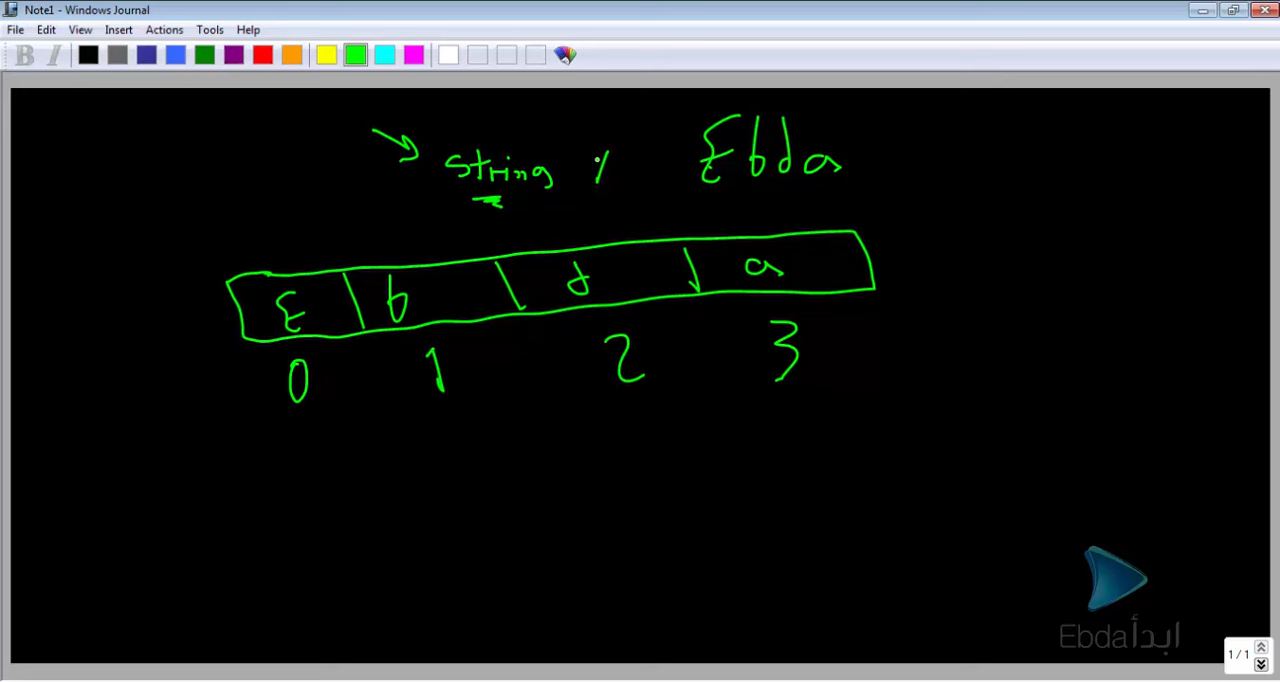 Note1 - Windows Journal
File Edit View Insert Actions Tools Help
B I
string Ebda
E b d a
0 1 2 3
Ebda ابدأ
1 / 1